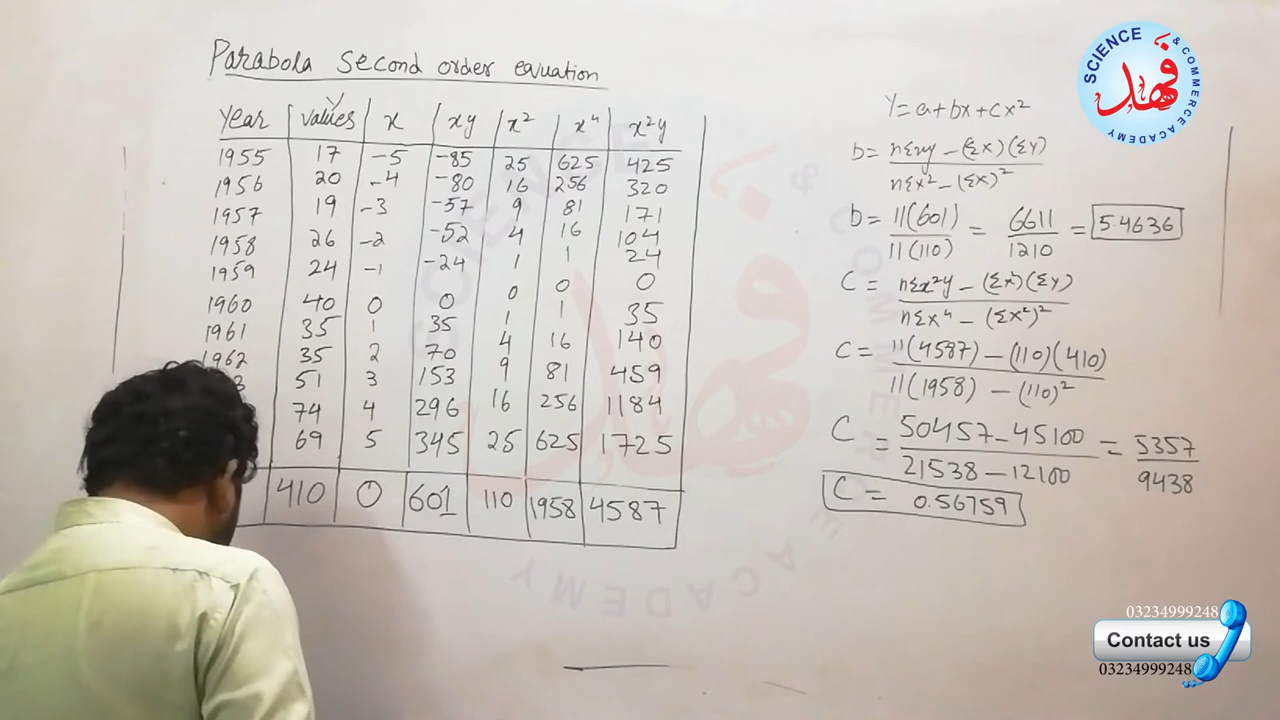 Parabola second order equation
Year values Y x xy x² x⁴ x²y
1955 17 -5 -85 25 625 425
1956 20 -4 -80 16 256 320
1957 19 -3 -57 9 81 171
1958 26 -2 -52 4 16 104
1959 24 -1 -24 1 1 24
1960 40 0 0 0 0 0
1961 35 1 35 1 1 35
1962 35 2 70 4 16 140
3 51 3 153 9 81 459
74 4 296 16 256 1184
69 5 345 25 625 1725
410 0 601 110 1958 4587
Y = a + bx + cx²
b = nΣxy - (Σx)(Σy) / nΣx² - (Σx)²
b = 11(601) / 11(110) = 6611 / 1210 = 5.4636
C = nΣx²y - (Σx²)(Σy) / nΣx⁴ - (Σx²)²
C = 11(4587) - (110)(410) / 11(1958) - (110)²
C = 50457 - 45100 / 21538 - 12100 = 5357 / 9438
C = 0.56759
SCIENCE & COMMERCE ACADEMY
فهد
SCIENCE & COMMERCE ACADEMY
فهد
03234999248
Contact us
03234999248